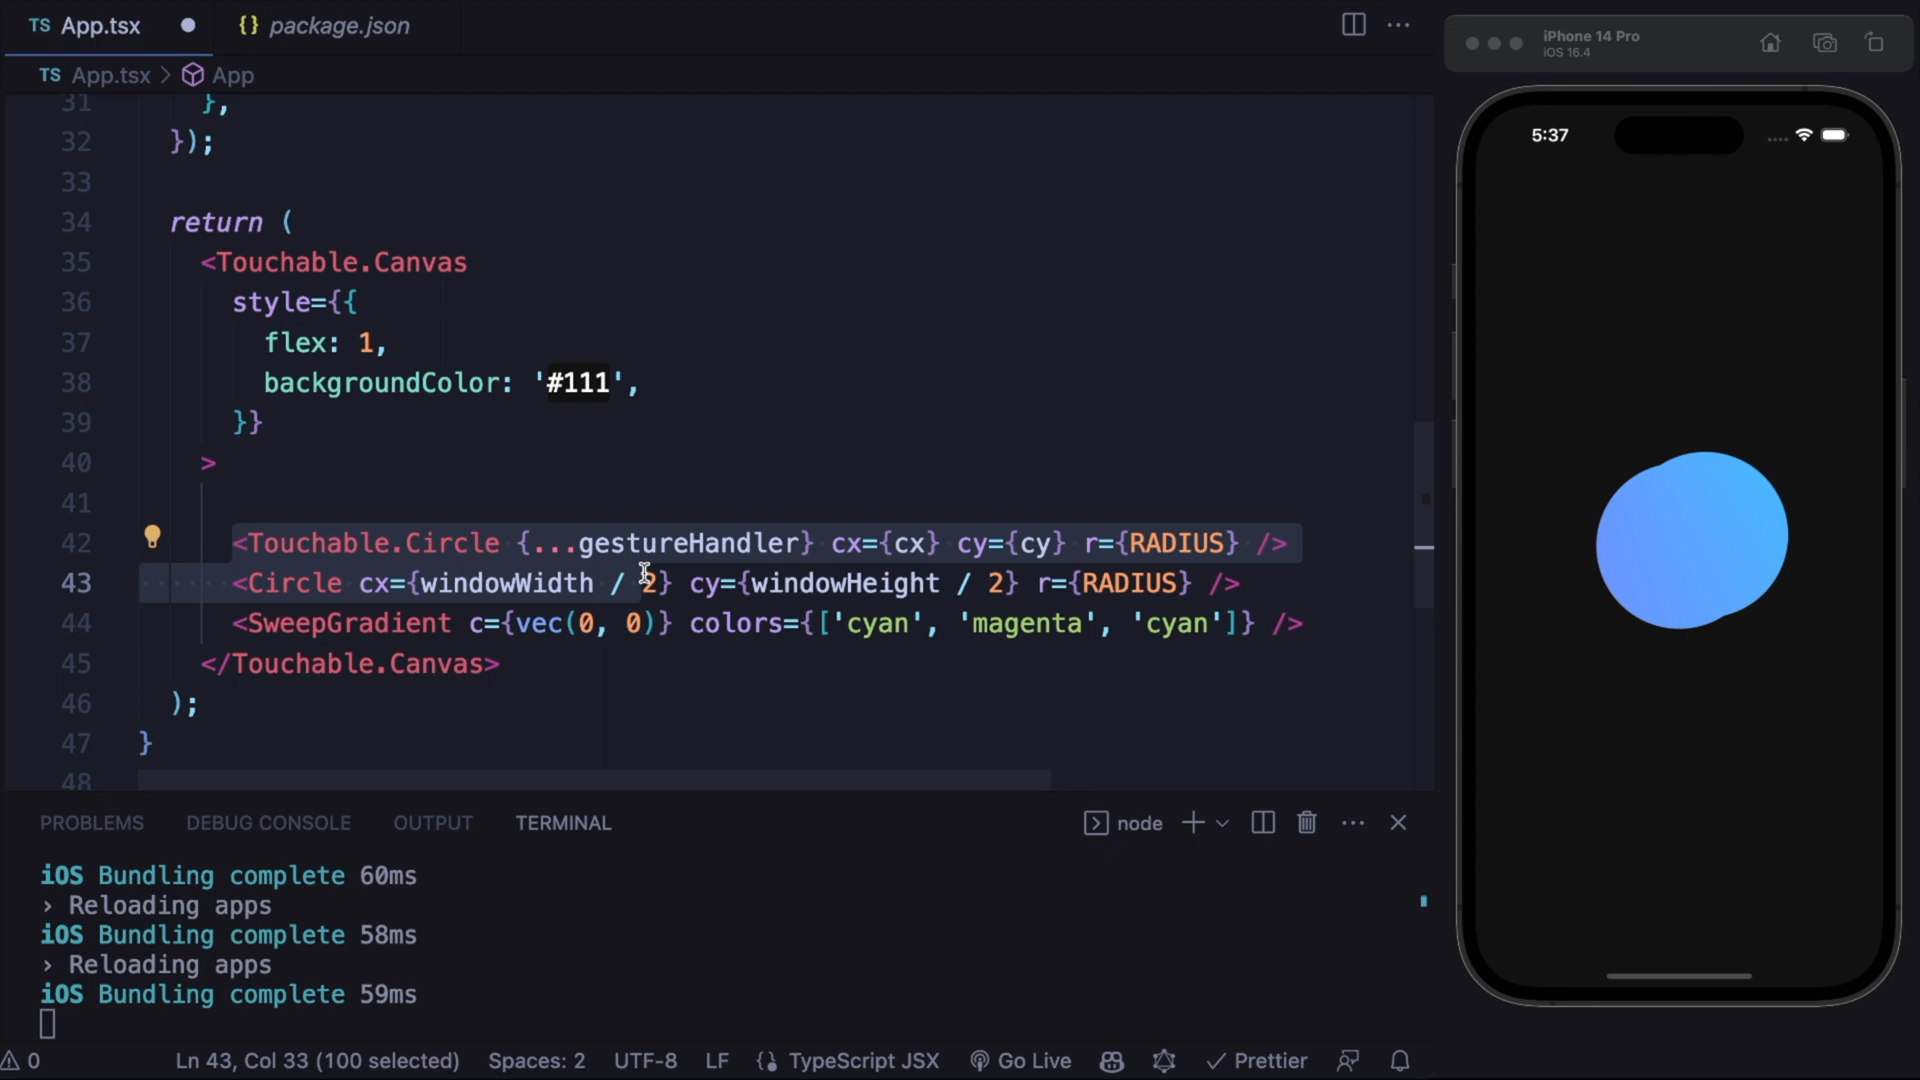 TS App.tsx
{} package.json
TS App.tsx > App
31 },
32 });
33
34 return (
35 <Touchable.Canvas
36 style={{
37 flex: 1,
38 backgroundColor: '#111',
39 }}
40 >
41
42 <Touchable.Circle {...gestureHandler} cx={cx} cy={cy} r={RADIUS} />
43 <Circle cx={windowWidth / 2} cy={windowHeight / 2} r={RADIUS} />
44 <SweepGradient c={vec(0, 0)} colors={['cyan', 'magenta', 'cyan']} />
45 </Touchable.Canvas>
46 );
47 }
48
PROBLEMS DEBUG CONSOLE OUTPUT TERMINAL
node
iOS Bundling complete 60ms
› Reloading apps
iOS Bundling complete 58ms
› Reloading apps
iOS Bundling complete 59ms
0 Ln 43, Col 33 (100 selected) Spaces: 2 UTF-8 LF TypeScript JSX Go Live Prettier
iPhone 14 Pro
iOS 16.4
5:37